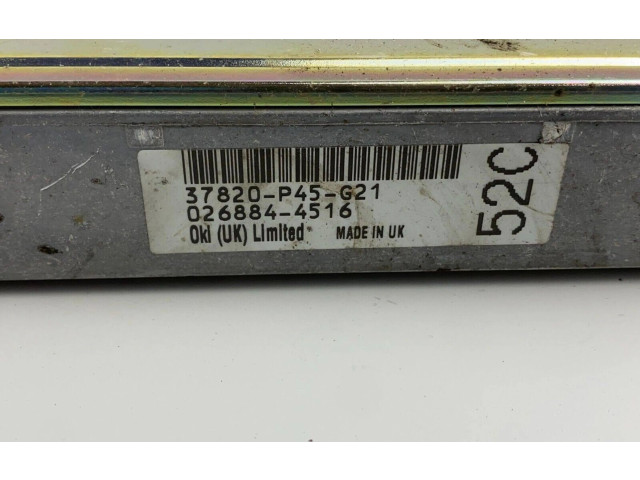 37820-P45-G21
026884-4516
Oki (UK) Limited MADE IN UK
52C